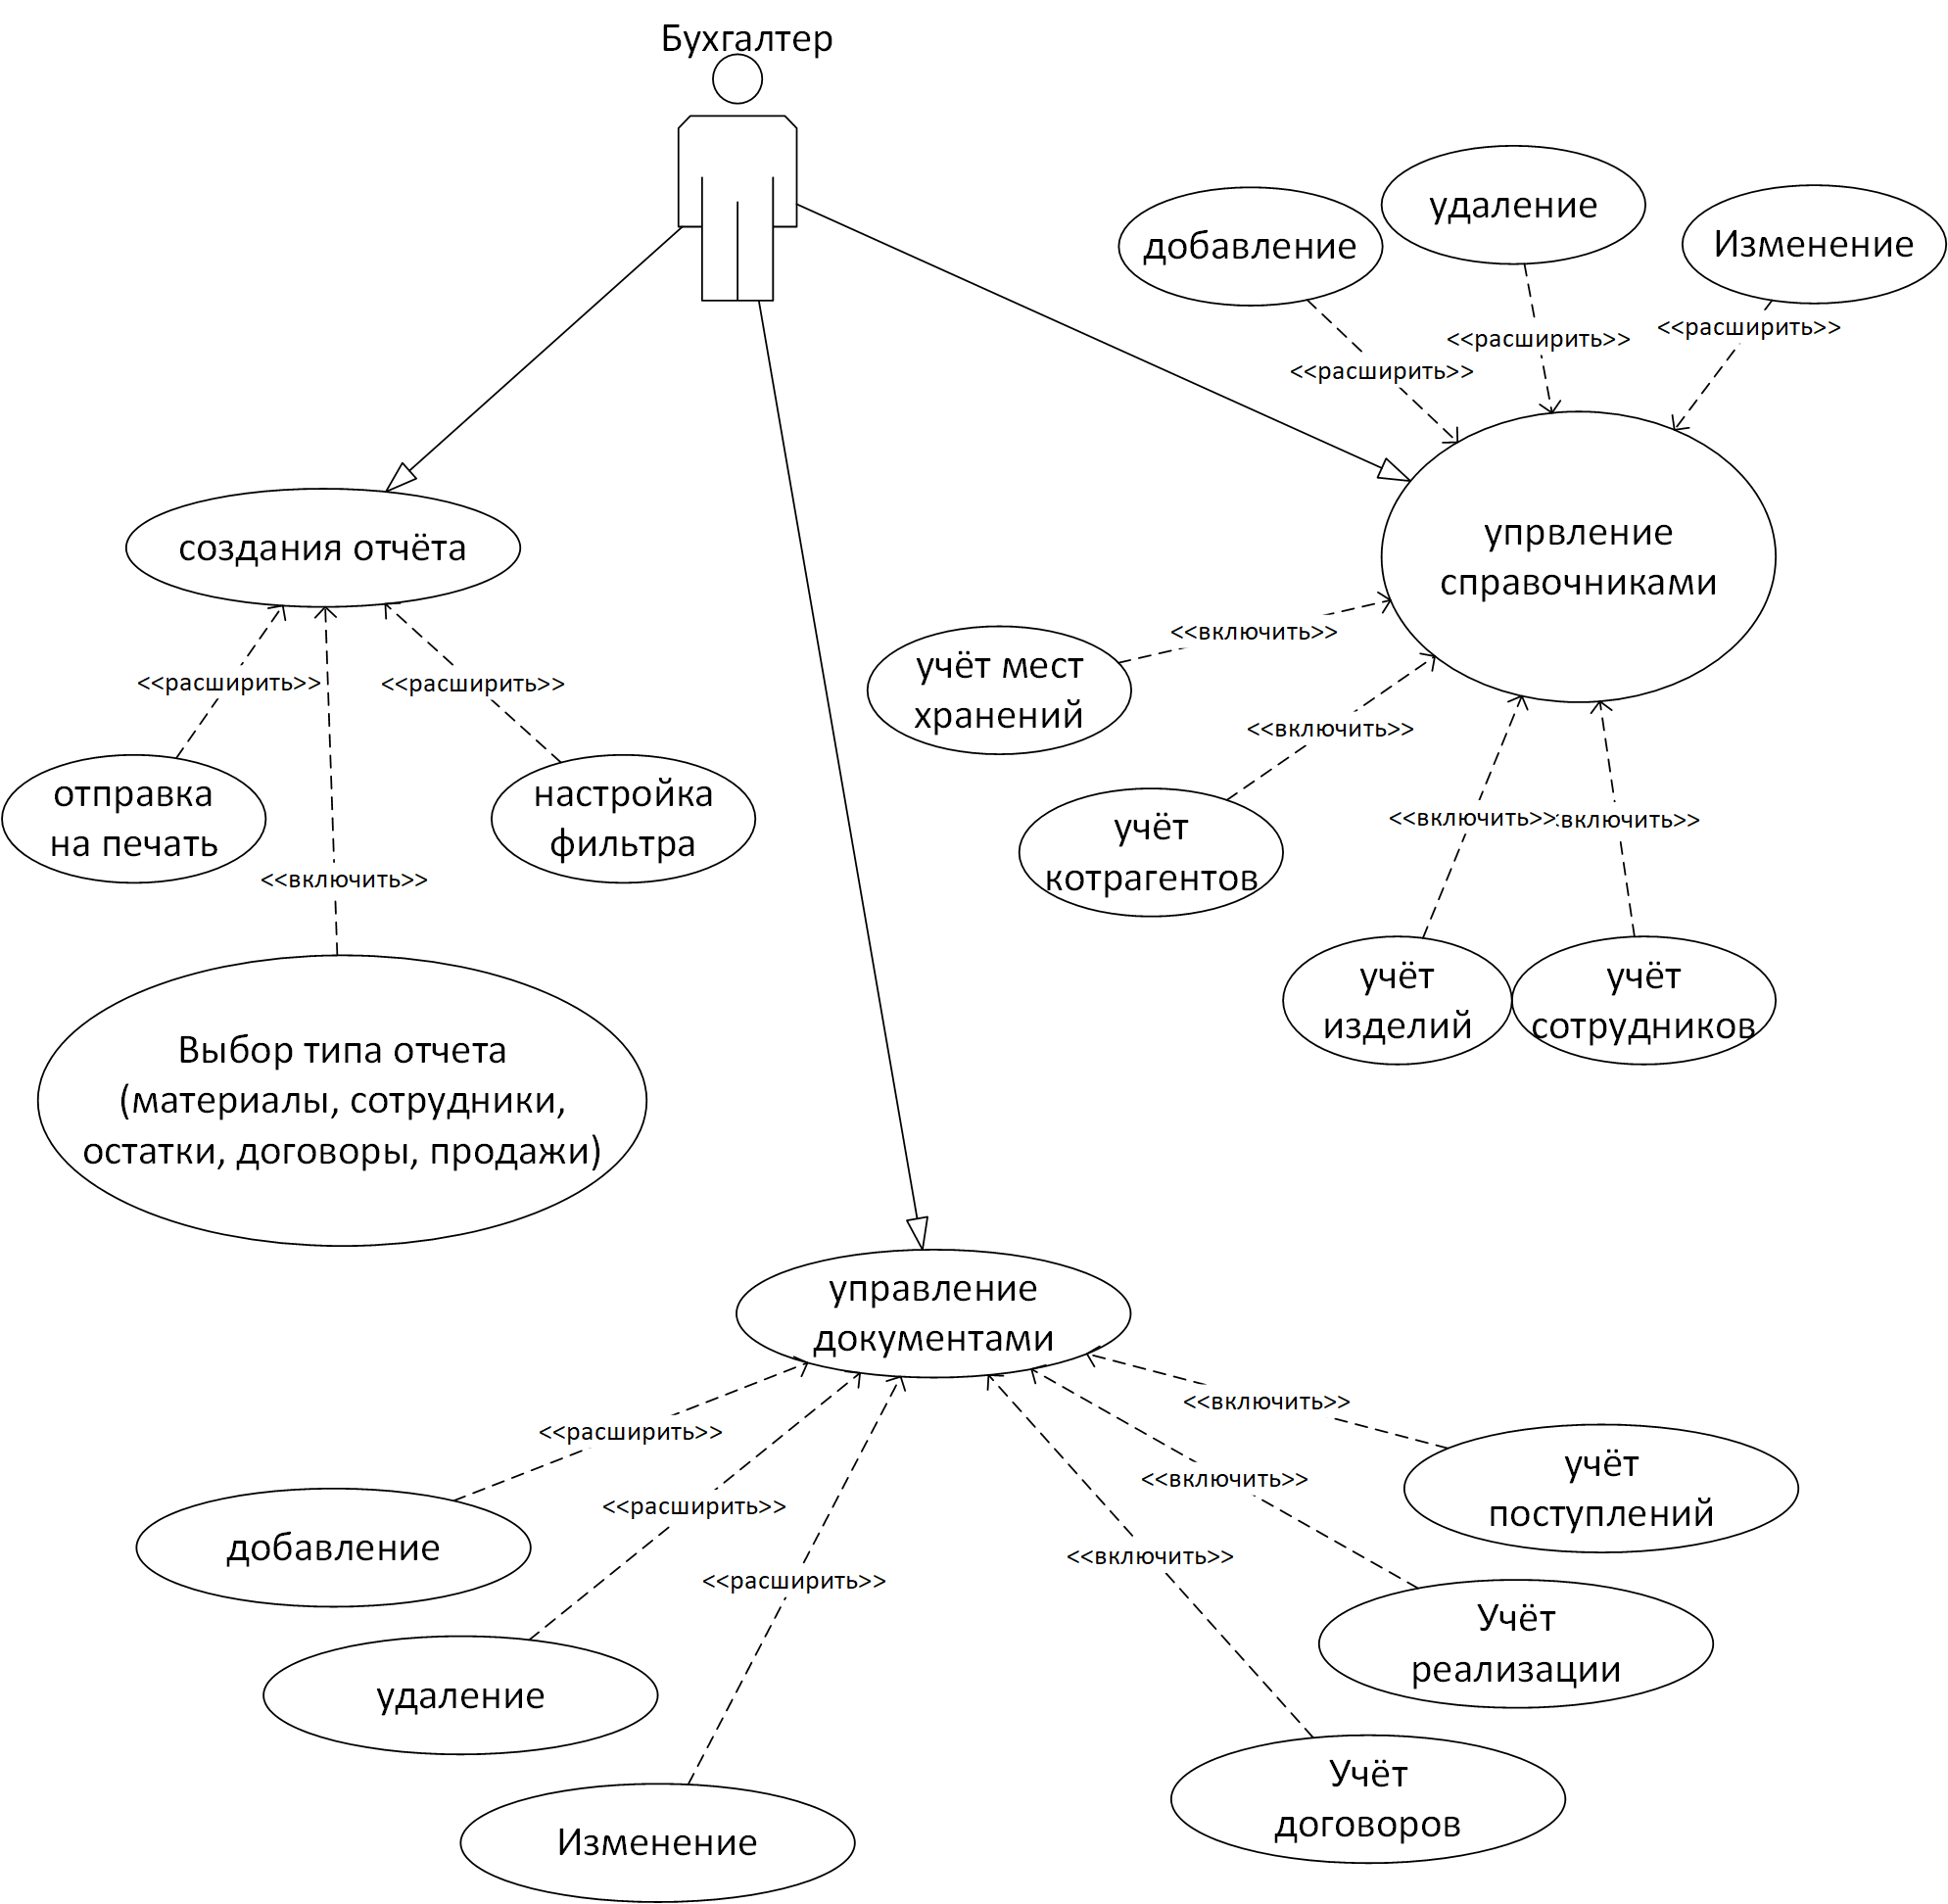 Бухгалтер
добавление
удаление
Изменение
<<расширить>>
<<расширить>>
<<расширить>>
создания отчёта
упрвление
справочниками
<<расширить>>
<<расширить>>
<<включить>>
отправка
на печать
настройка
фильтра
<<включить>>
учёт мест
хранений
<<включить>>
учёт
котрагентов
<<включить>>
:включить>>
учёт
изделий
учёт
сотрудников
Выбор типа отчета
(материалы, сотрудники,
остатки, договоры, продажи)
управление
документами
<<расширить>>
<<расширить>>
<<расширить>>
<<включить>>
<<включить>>
<<включить>>
добавление
удаление
Изменение
учёт
поступлений
Учёт
реализации
Учёт
договоров